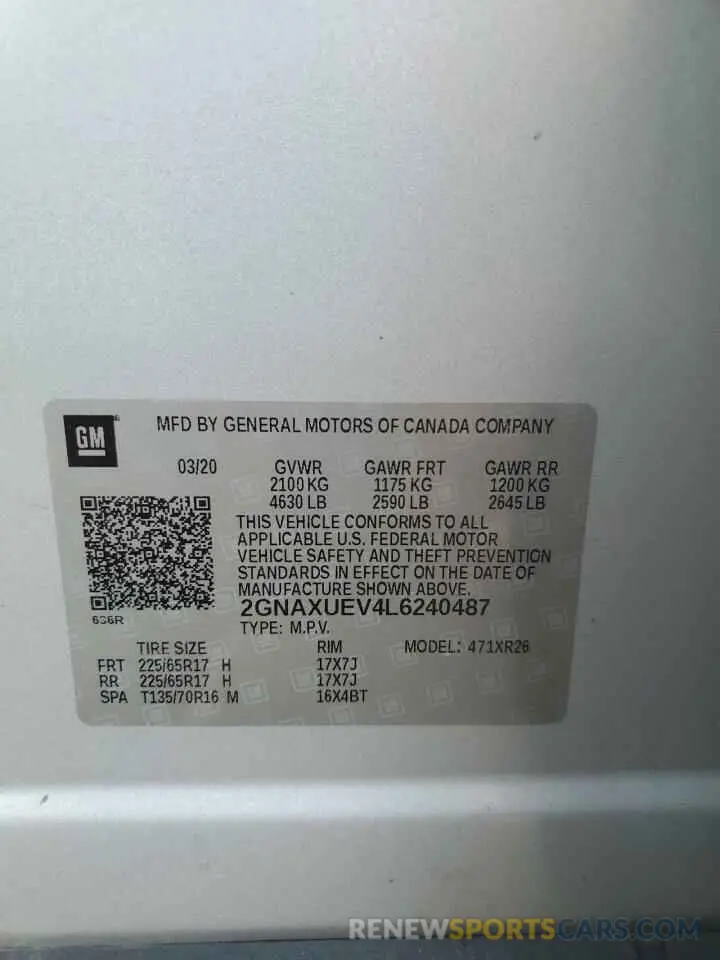 GM
MFD BY GENERAL MOTORS OF CANADA COMPANY
03/20 GVWR GAWR FRT GAWR RR
2100 KG 1175 KG 1200 KG
4630 LB 2590 LB 2645 LB
THIS VEHICLE CONFORMS TO ALL
APPLICABLE U.S. FEDERAL MOTOR
VEHICLE SAFETY AND THEFT PREVENTION
STANDARDS IN EFFECT ON THE DATE OF
MANUFACTURE SHOWN ABOVE.
2GNAXUEV4L6240487
636R
TYPE: M.P.V.
TIRE SIZE RIM MODEL: 471XR26
FRT 225/65R17 H 17X7J
RR 225/65R17 H 17X7J
SPA T135/70R16 M 16X4BT
RENEWSPORTSCARS.COM